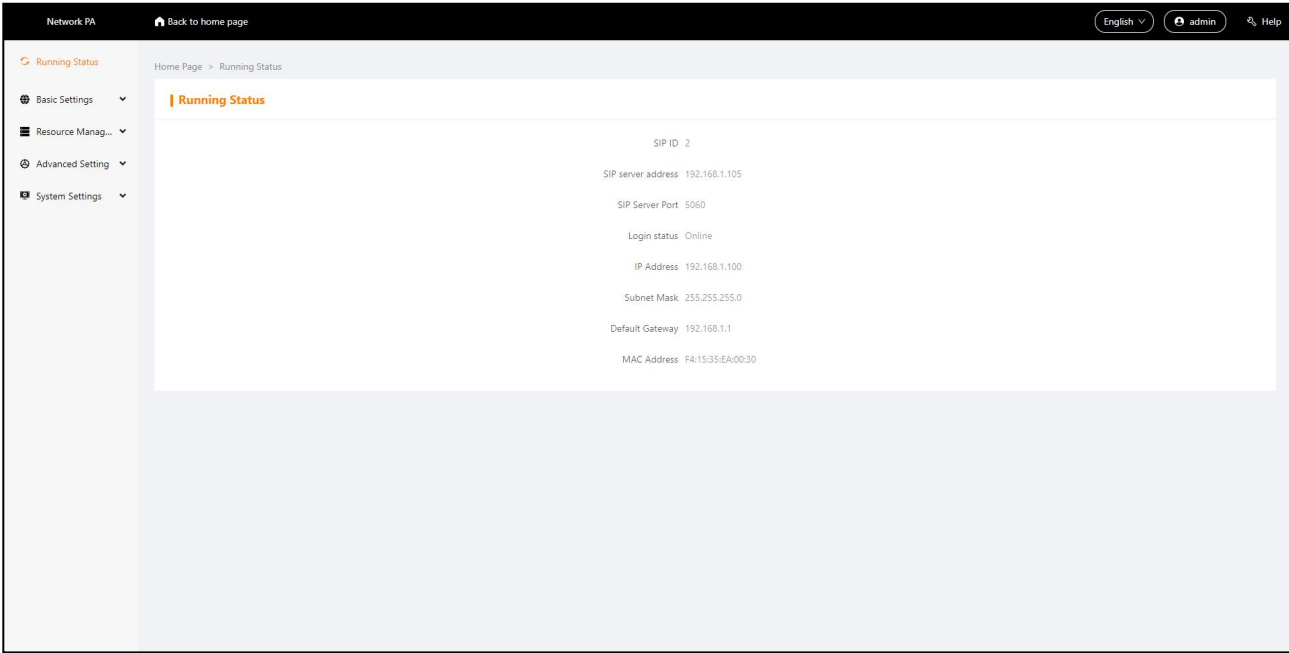 Network PA Back to home page English admin Help
Running Status
Home Page > Running Status
Basic Settings
Running Status
Resource Manag...
Advanced Setting
System Settings
SIP ID 2
SIP server address 192.168.1.105
SIP Server Port 5060
Login status Online
IP Address 192.168.1.100
Subnet Mask 255.255.255.0
Default Gateway 192.168.1.1
MAC Address F4:15:35:EA:00:30